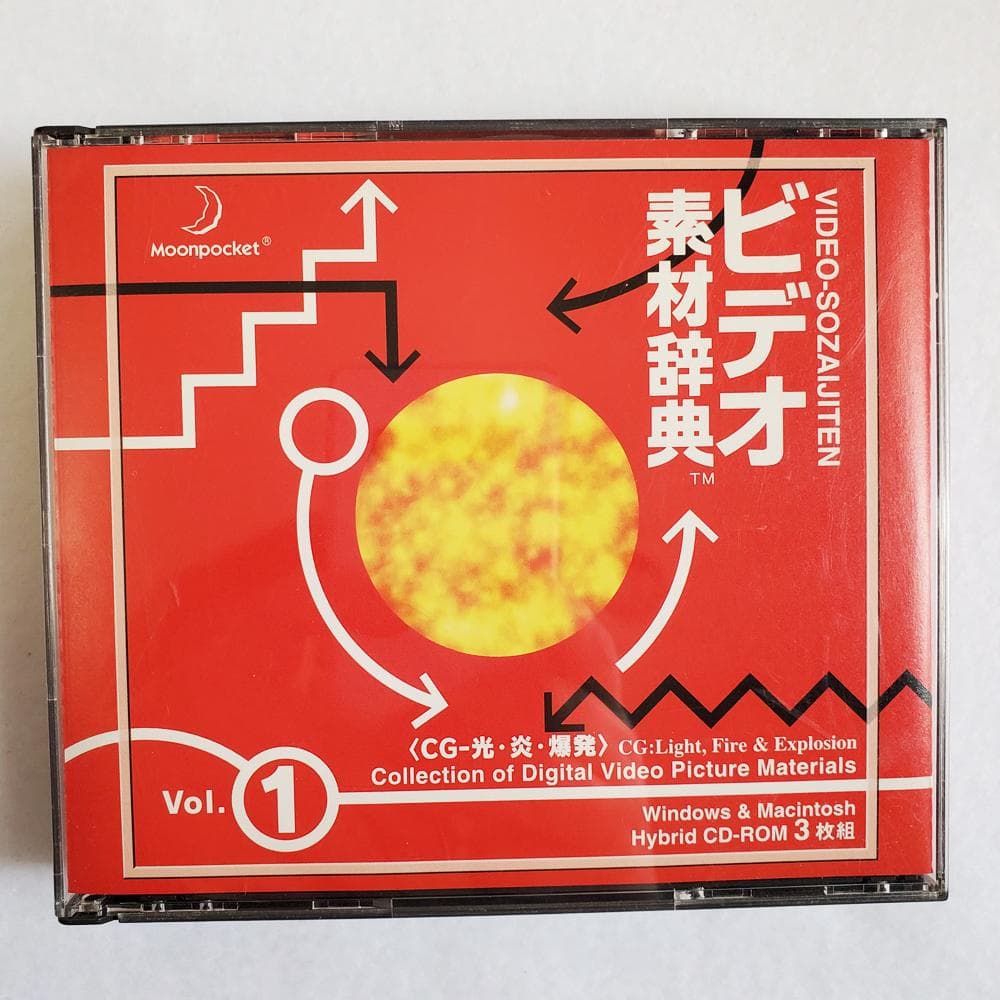 Moonpocket®
VIDEO-SOZAIJITEN
ビデオ
素材辞典™
〈CG-光・炎・爆発〉 CG:Light, Fire & Explosion
Collection of Digital Video Picture Materials
Vol. 1
Windows & Macintosh
Hybrid CD-ROM 3枚組